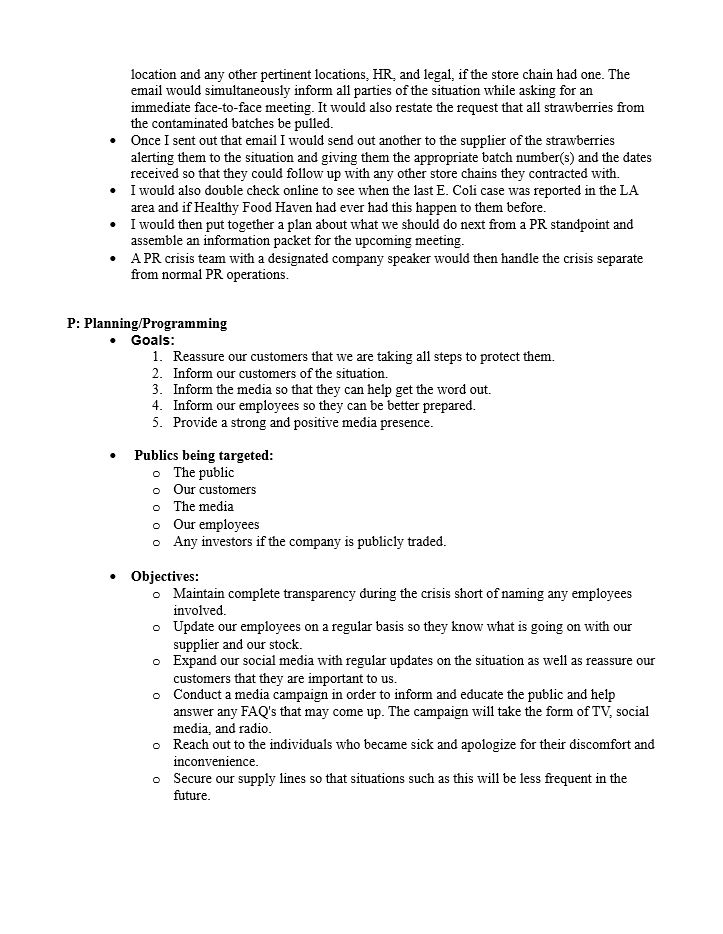 location and any other pertinent locations, HR, and legal, if the store chain had one. The
email would simultaneously inform all parties of the situation while asking for an
immediate face-to-face meeting. It would also restate the request that all strawberries from
the contaminated batches be pulled.
• Once I sent out that email I would send out another to the supplier of the strawberries
alerting them to the situation and giving them the appropriate batch number(s) and the dates
received so that they could follow up with any other store chains they contracted with.
• I would also double check online to see when the last E. Coli case was reported in the LA
area and if Healthy Food Haven had ever had this happen to them before.
• I would then put together a plan about what we should do next from a PR standpoint and
assemble an information packet for the upcoming meeting.
• A PR crisis team with a designated company speaker would then handle the crisis separate
from normal PR operations.
P: Planning/Programming
• Goals:
1. Reassure our customers that we are taking all steps to protect them.
2. Inform our customers of the situation.
3. Inform the media so that they can help get the word out.
4. Inform our employees so they can be better prepared.
5. Provide a strong and positive media presence.
• Publics being targeted:
o The public
o Our customers
o The media
o Our employees
o Any investors if the company is publicly traded.
• Objectives:
o Maintain complete transparency during the crisis short of naming any employees
involved.
o Update our employees on a regular basis so they know what is going on with our
supplier and our stock.
o Expand our social media with regular updates on the situation as well as reassure our
customers that they are important to us.
o Conduct a media campaign in order to inform and educate the public and help
answer any FAQ's that may come up. The campaign will take the form of TV, social
media, and radio.
o Reach out to the individuals who became sick and apologize for their discomfort and
inconvenience.
o Secure our supply lines so that situations such as this will be less frequent in the
future.